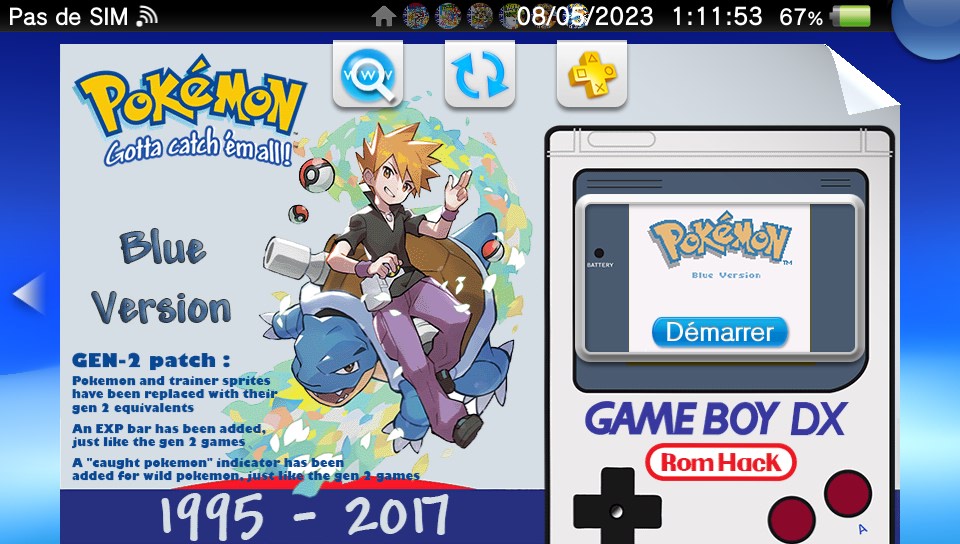 Pas de SIM
08/05/2023 1:11:53 67%
WWW
POKéMON
Gotta catch 'em all!
Blue
Version
GEN-2 patch :
Pokemon and trainer sprites
have been replaced with their
gen 2 equivalents
An EXP bar has been added,
just like the gen 2 games
A "caught pokemon" indicator has been
added for wild pokemon, just like the gen 2 games
1995 - 2017
BATTERY
POKéMON
TM
Blue Version
Démarrer
GAME BOY DX
Rom Hack
A